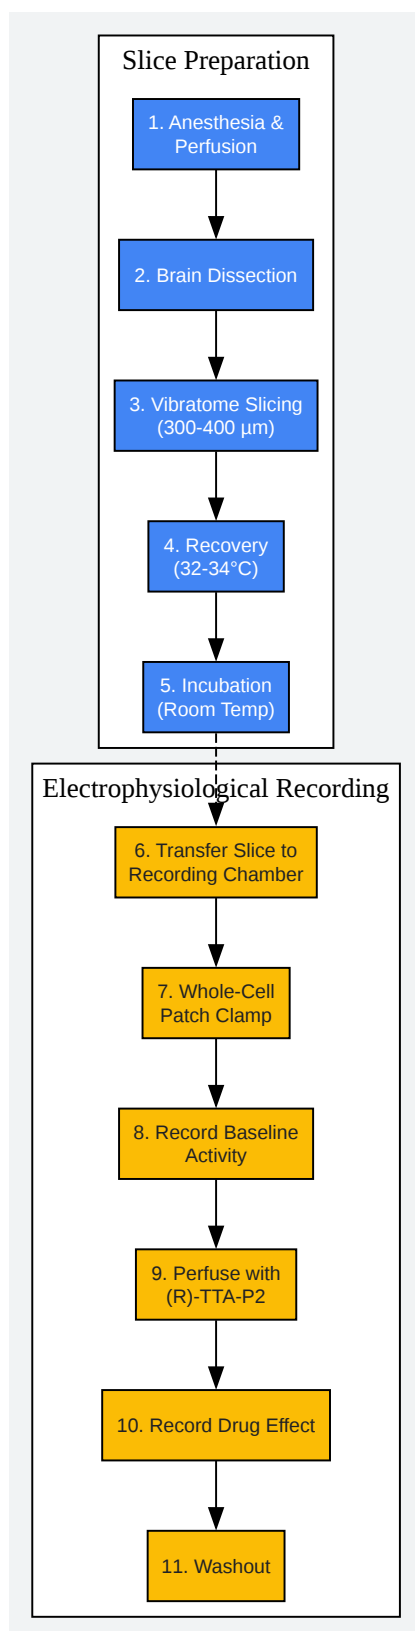 Slice Preparation
1. Anesthesia &
Perfusion
2. Brain Dissection
3. Vibratome Slicing
(300-400 µm)
4. Recovery
(32-34°C)
5. Incubation
(Room Temp)
Electrophysiological Recording
6. Transfer Slice to
Recording Chamber
7. Whole-Cell
Patch Clamp
8. Record Baseline
Activity
9. Perfuse with
(R)-TTA-P2
10. Record Drug Effect
11. Washout